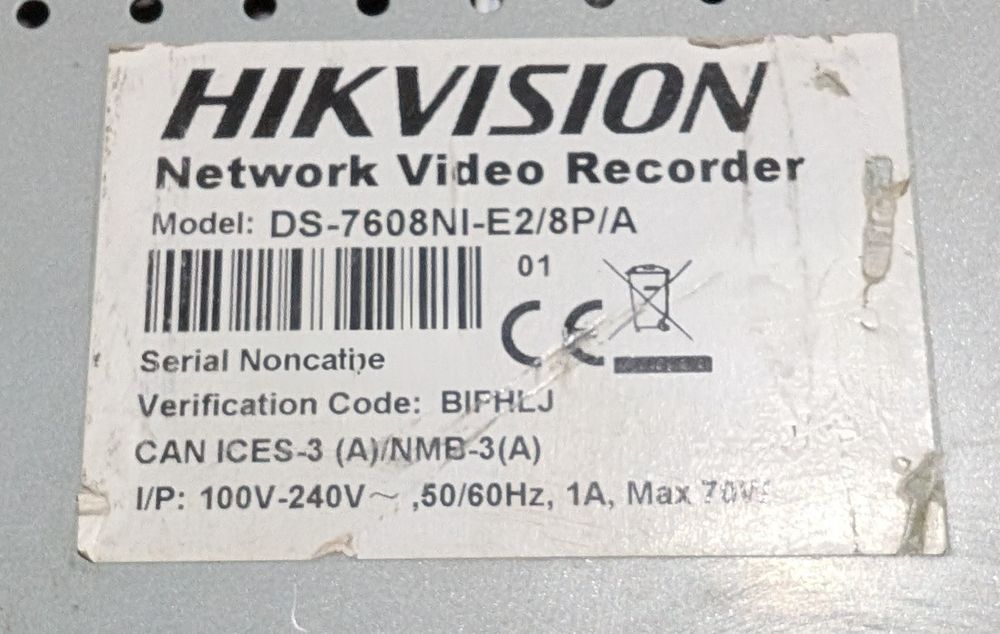 HIKVISION
Network Video Recorder
Model: DS-7608NI-E2/8P/A
01
CE
Serial
Verification Code: BIFHLJ
CAN ICES-3 (A)/NMB-3(A)
I/P: 100V-240V～ ,50/60Hz, 1A, Max